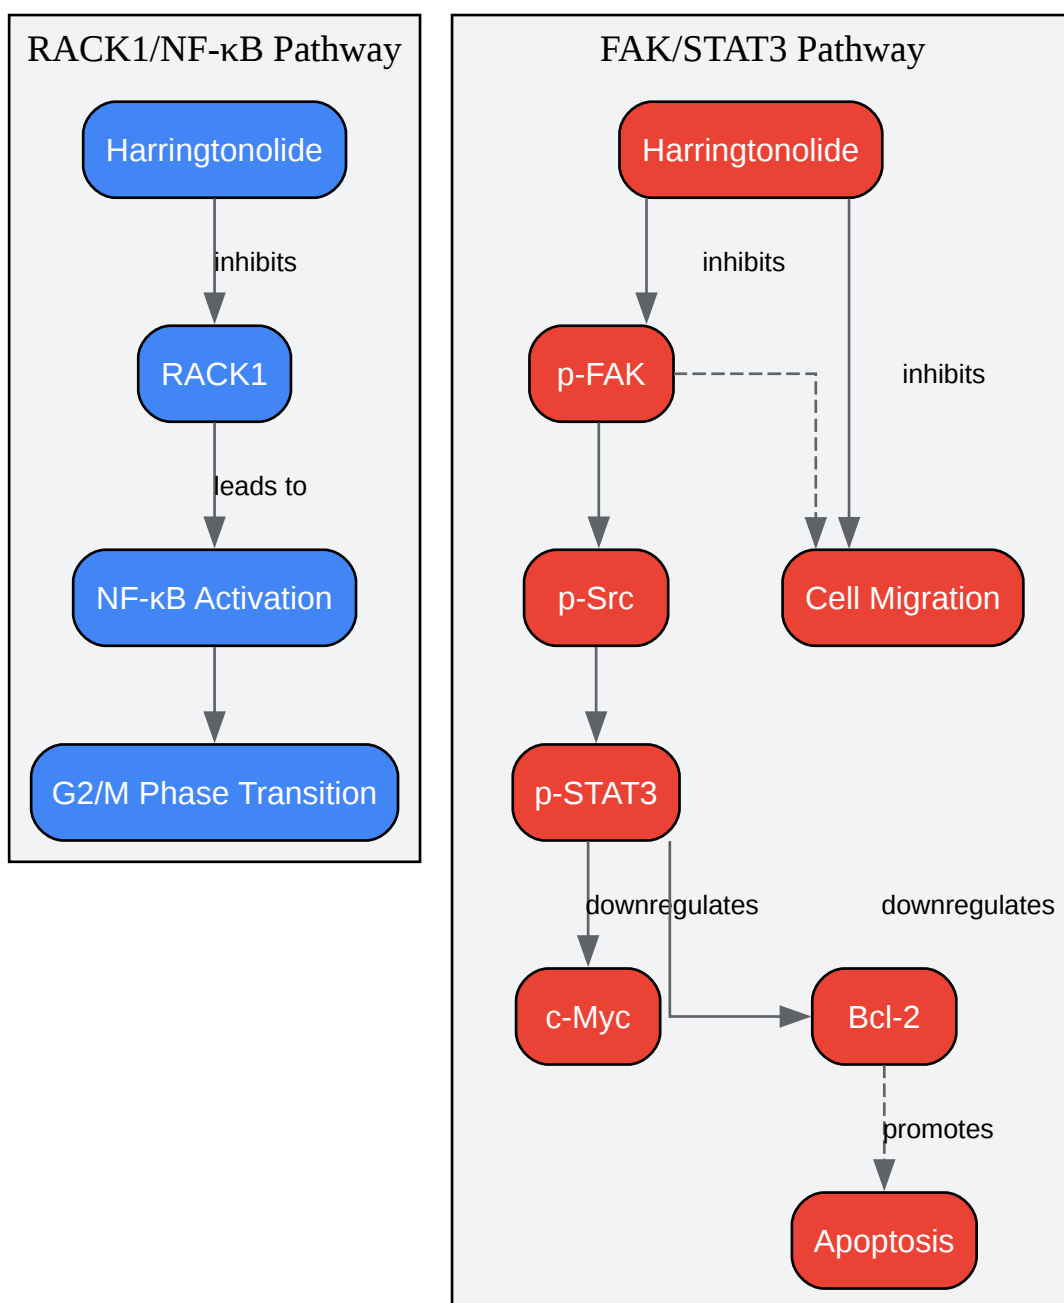 RACK1/NF-κB Pathway
Harringtonolide
inhibits
RACK1
leads to
NF-κB Activation
G2/M Phase Transition
FAK/STAT3 Pathway
Harringtonolide
inhibits
p-FAK
inhibits
p-Src
Cell Migration
p-STAT3
downregulates
downregulates
c-Myc
Bcl-2
promotes
Apoptosis